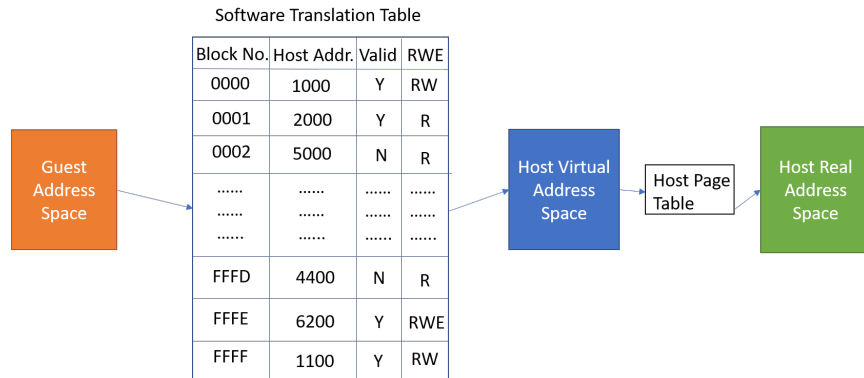 Software Translation Table
Block No. Host Addr. Valid RWE
0000 1000 Y RW
0001 2000 Y R
0002 5000 N R
...... ...... ...... ......
...... ...... ...... ......
...... ...... ...... ......
FFFD 4400 N R
FFFE 6200 Y RWE
FFFF 1100 Y RW
Guest
Address
Space
Host Virtual
Address
Space
Host Page
Table
Host Real
Address
Space